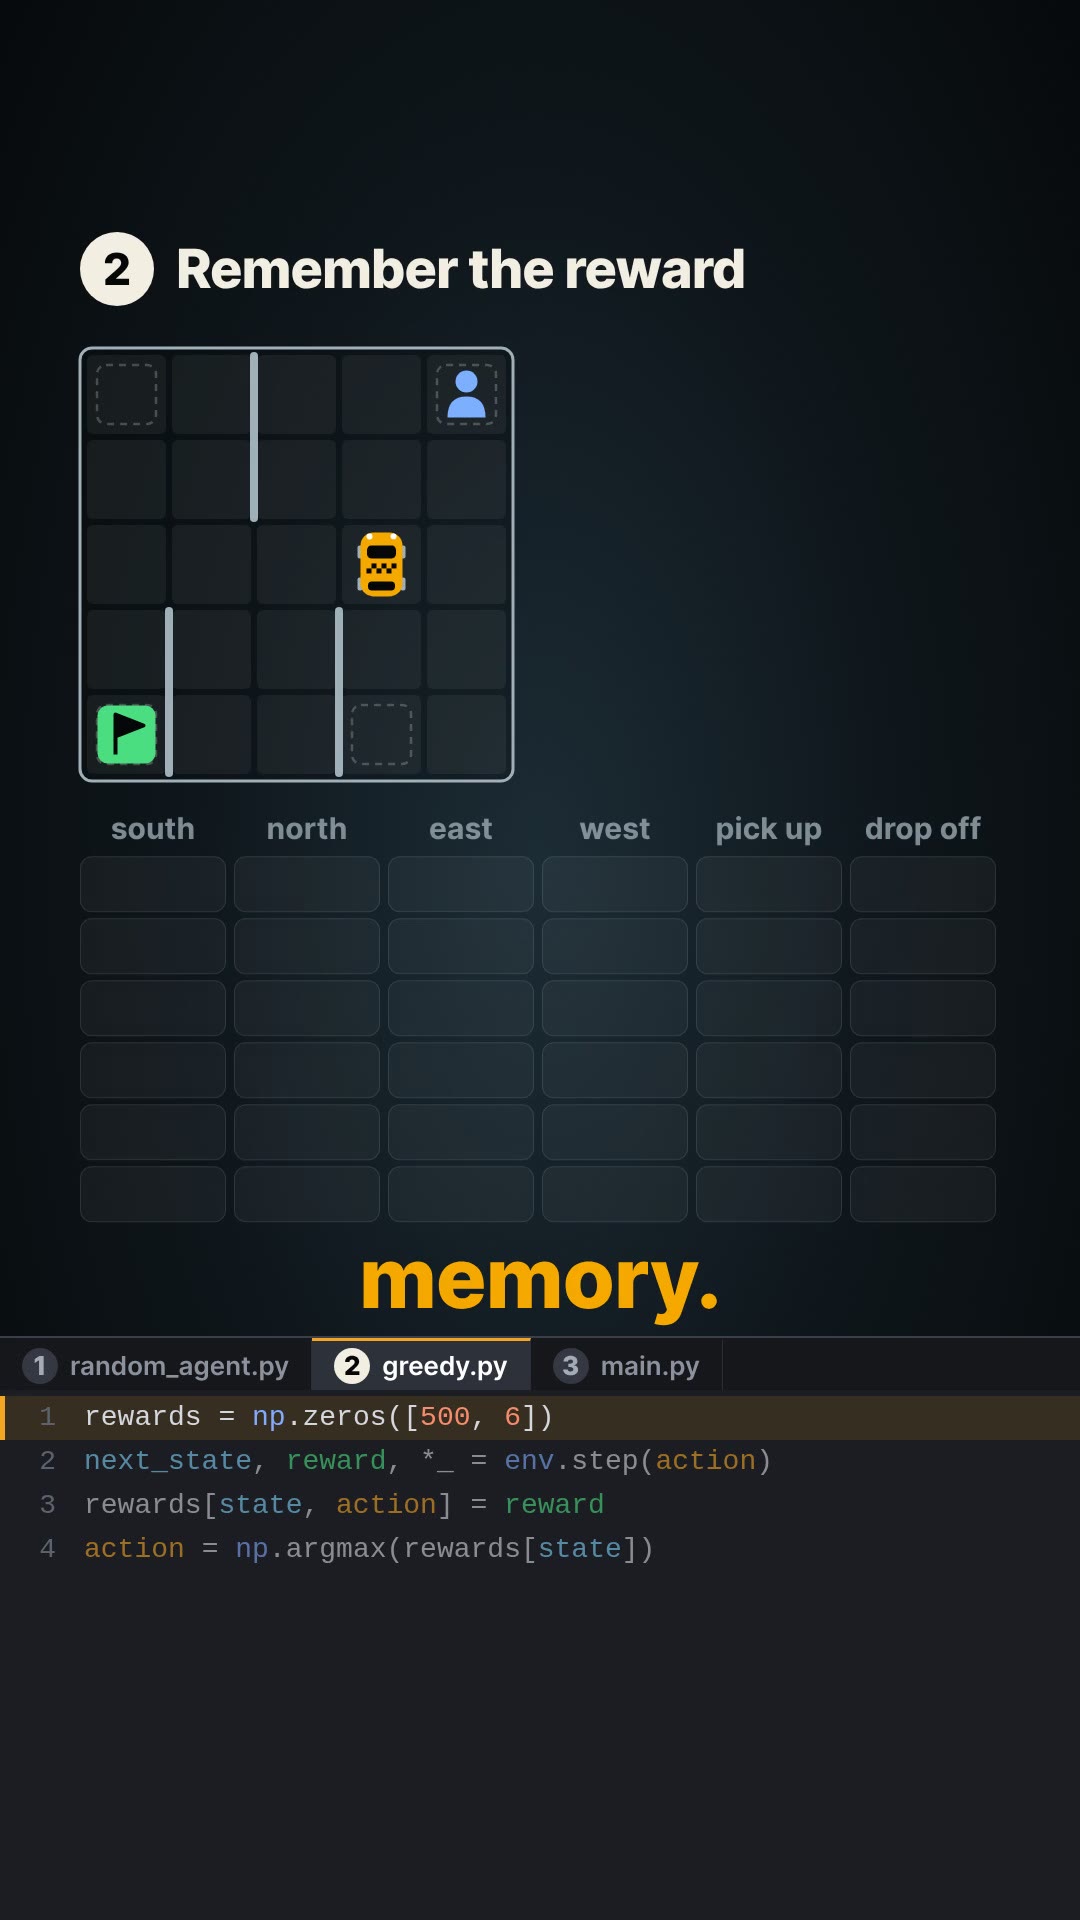 2 Remember the reward
south north east west pick up drop off
memory.
1 random_agent.py 2 greedy.py 3 main.py
1 rewards = np.zeros([500, 6])
2 next_state, reward, *_ = env.step(action)
3 rewards[state, action] = reward
4 action = np.argmax(rewards[state])